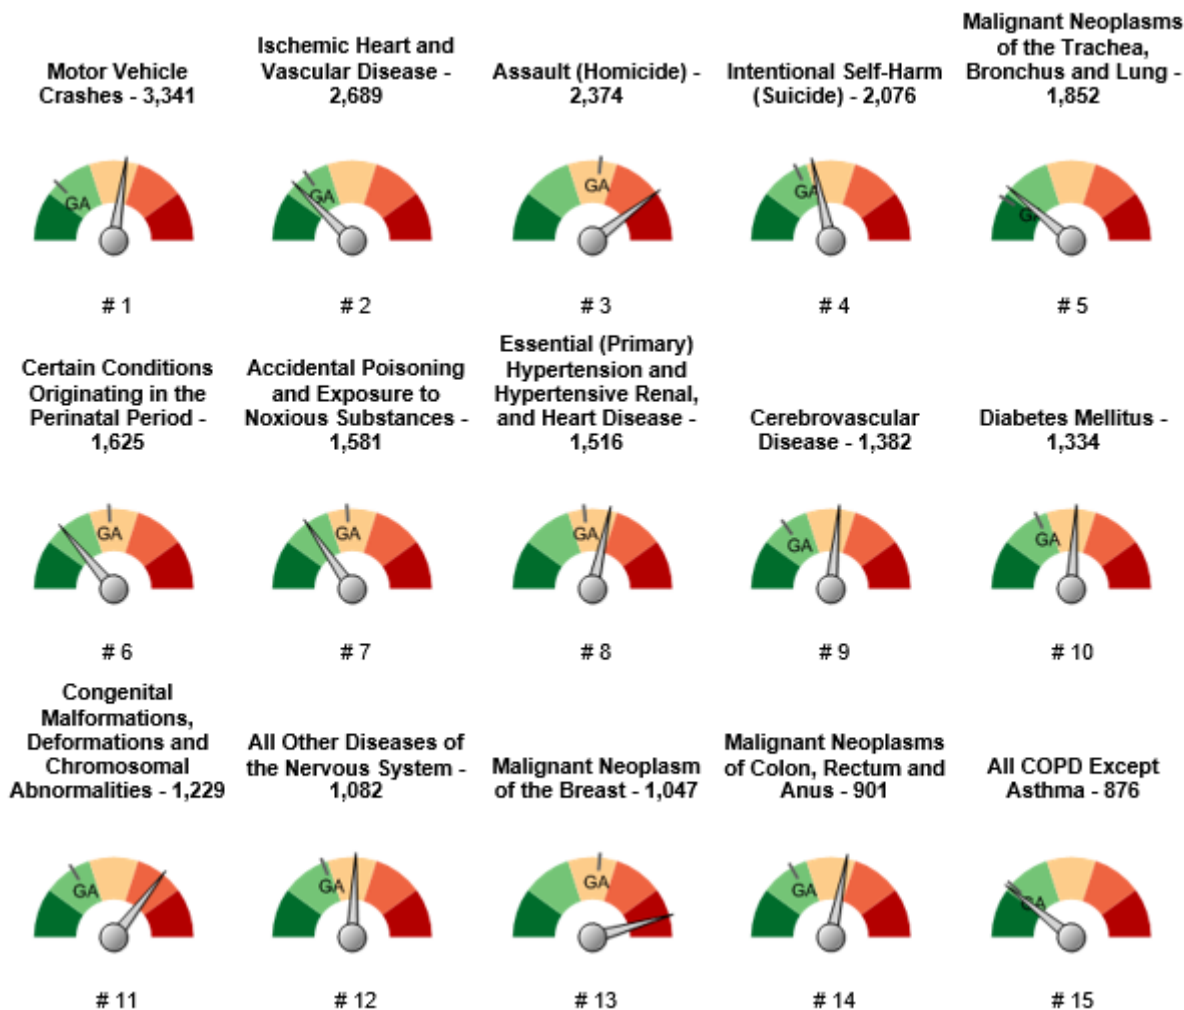 Motor Vehicle
Crashes - 3,341
Ischemic Heart and
Vascular Disease -
2,689
Assault (Homicide) -
2,374
Intentional Self-Harm
(Suicide) - 2,076
Malignant Neoplasms
of the Trachea,
Bronchus and Lung -
1,852
GA
GA
GA
GA
GA
# 1
# 2
# 3
# 4
# 5
Certain Conditions
Originating in the
Perinatal Period -
1,625
Accidental Poisoning
and Exposure to
Noxious Substances -
1,581
Essential (Primary)
Hypertension and
Hypertensive Renal,
and Heart Disease -
1,516
Cerebrovascular
Disease - 1,382
Diabetes Mellitus -
1,334
GA
GA
GA
GA
GA
# 6
# 7
# 8
# 9
# 10
Congenital
Malformations,
Deformations and
Chromosomal
Abnormalities - 1,229
All Other Diseases of
the Nervous System -
1,082
Malignant Neoplasm
of the Breast - 1,047
Malignant Neoplasms
of Colon, Rectum and
Anus - 901
All COPD Except
Asthma - 876
GA
GA
GA
GA
GA
# 11
# 12
# 13
# 14
# 15